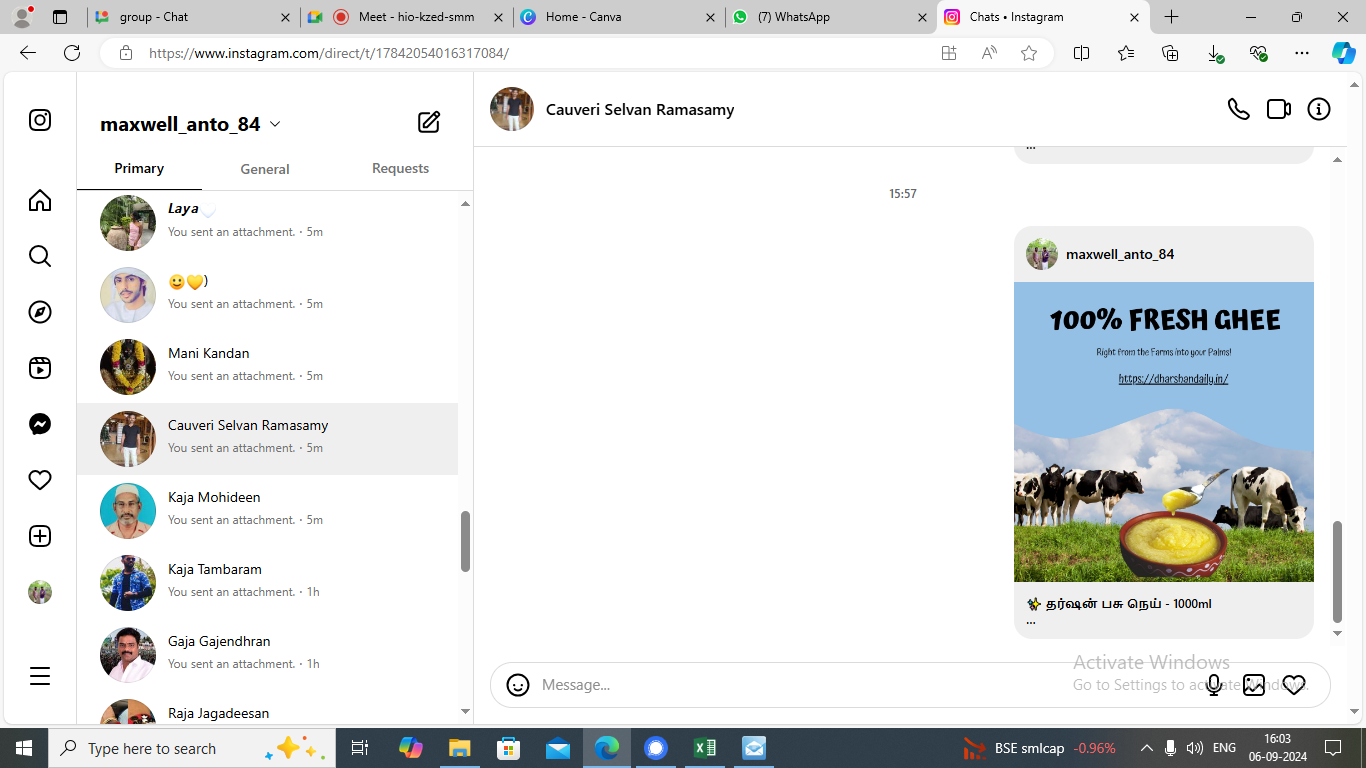 group - Chat
Meet - hio-kzed-smm
Home - Canva
(7) WhatsApp
Chats • Instagram
https://www.instagram.com/direct/t/17842054016317084/
maxwell_anto_84
Primary
General
Requests
Laya
You sent an attachment. · 5m
🙂💛)
You sent an attachment. · 5m
Mani Kandan
You sent an attachment. · 5m
Cauveri Selvan Ramasamy
You sent an attachment. · 5m
Kaja Mohideen
You sent an attachment. · 5m
Kaja Tambaram
You sent an attachment. · 1h
Gaja Gajendhran
You sent an attachment. · 1h
Raja Jagadeesan
Cauveri Selvan Ramasamy
...
15:57
maxwell_anto_84
100% FRESH GHEE
Right from the Farms into your Palms!
https://dharshandaily.in/
✨ தர்ஷன் பசு நெய் - 1000ml
...
Message...
Activate Windows
Go to Settings to activate Windows.
Type here to search
BSE smlcap -0.96%
ENG
16:03
06-09-2024